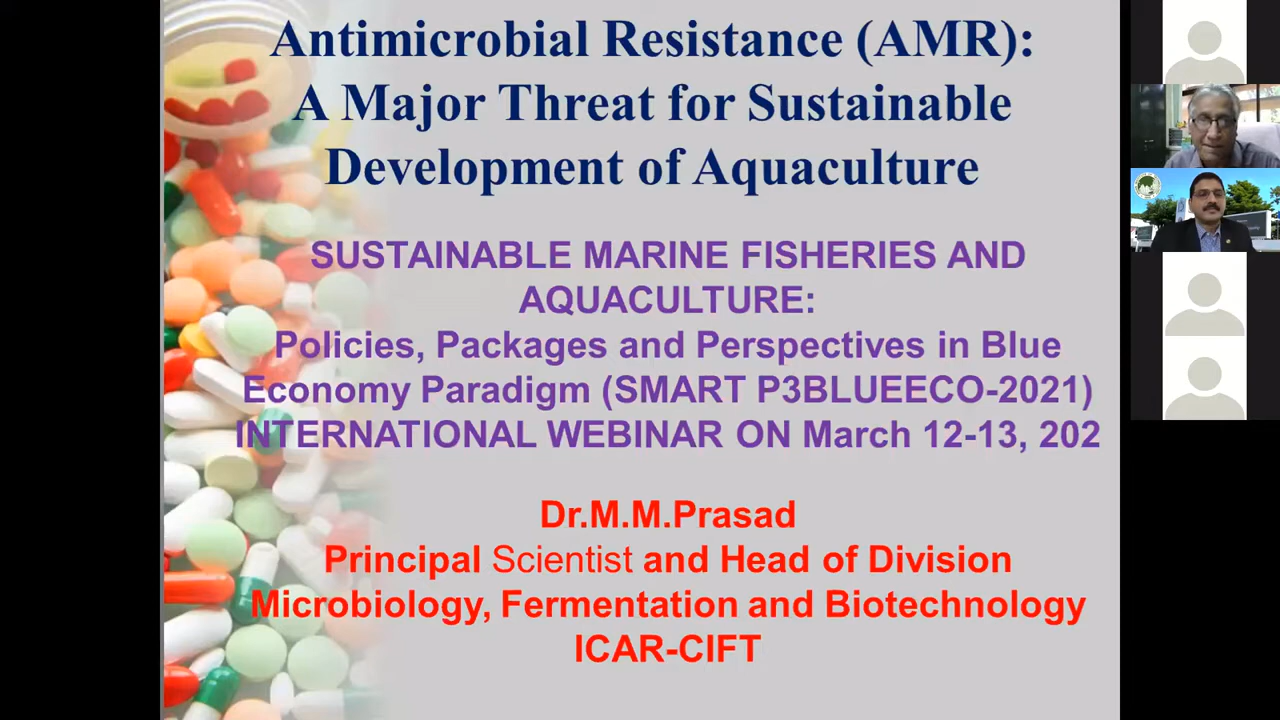 Antimicrobial Resistance (AMR):
A Major Threat for Sustainable
Development of Aquaculture
SUSTAINABLE MARINE FISHERIES AND
AQUACULTURE:
Policies, Packages and Perspectives in Blue
Economy Paradigm (SMART P3BLUEECO-2021)
INTERNATIONAL WEBINAR ON March 12-13, 202
Dr.M.M.Prasad
Principal Scientist and Head of Division
Microbiology, Fermentation and Biotechnology
ICAR-CIFT